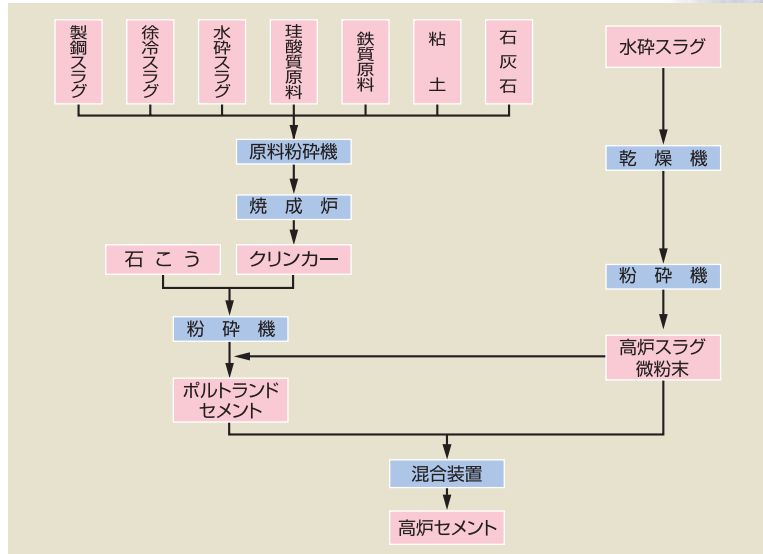 製鋼スラグ
徐冷スラグ
水砕スラグ
珪酸質原料
鉄質原料
粘土
石灰石
水砕スラグ
原料粉砕機
乾燥機
焼成炉
石こう
クリンカー
粉砕機
粉砕機
高炉スラグ
微粉末
ポルトランド
セメント
混合装置
高炉セメント